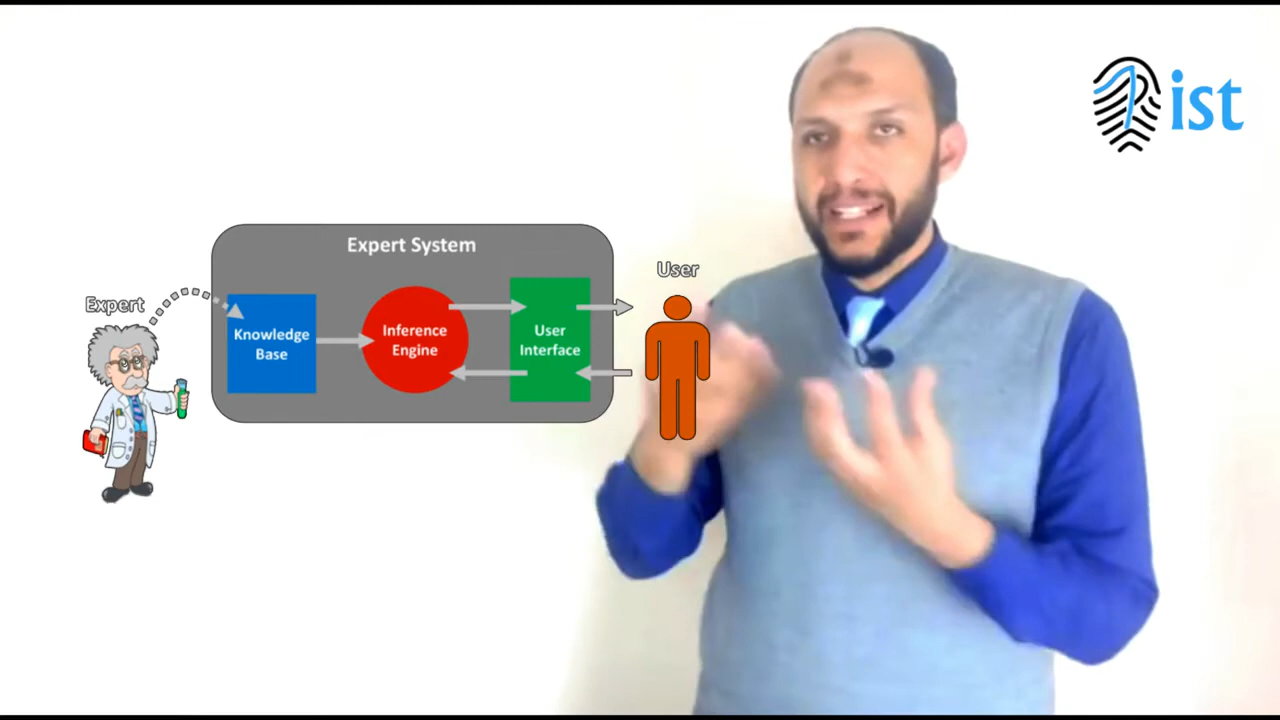 ist
Expert System
User
Expert
Knowledge
Base
Inference
Engine
User
Interface